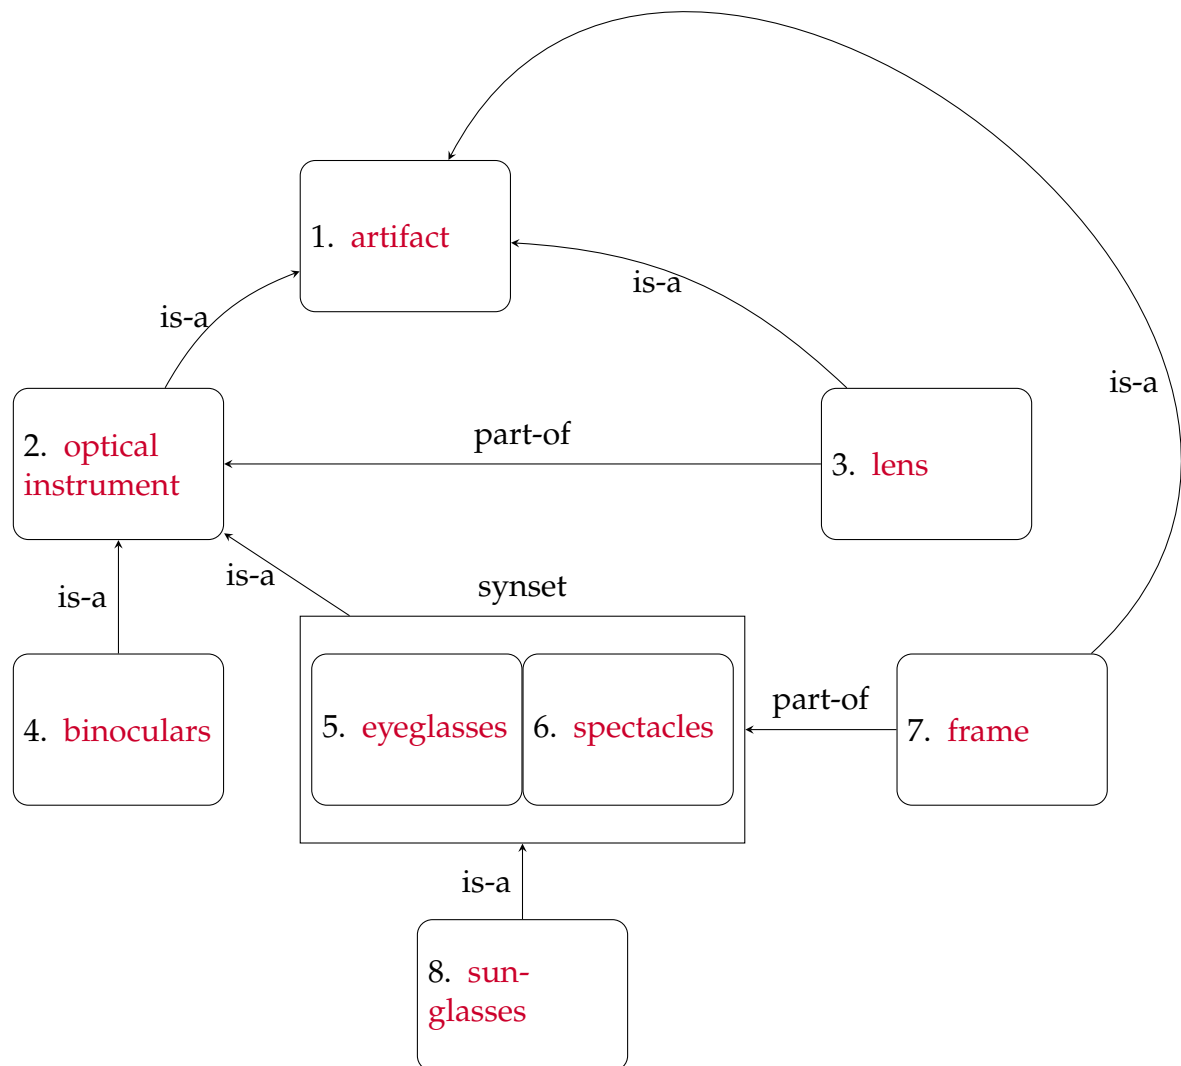 1. artifact
is-a
is-a
is-a
2. optical
instrument
part-of
3. lens
is-a
is-a
synset
4. binoculars
5. eyeglasses
6. spectacles
part-of
7. frame
is-a
8. sun-
glasses